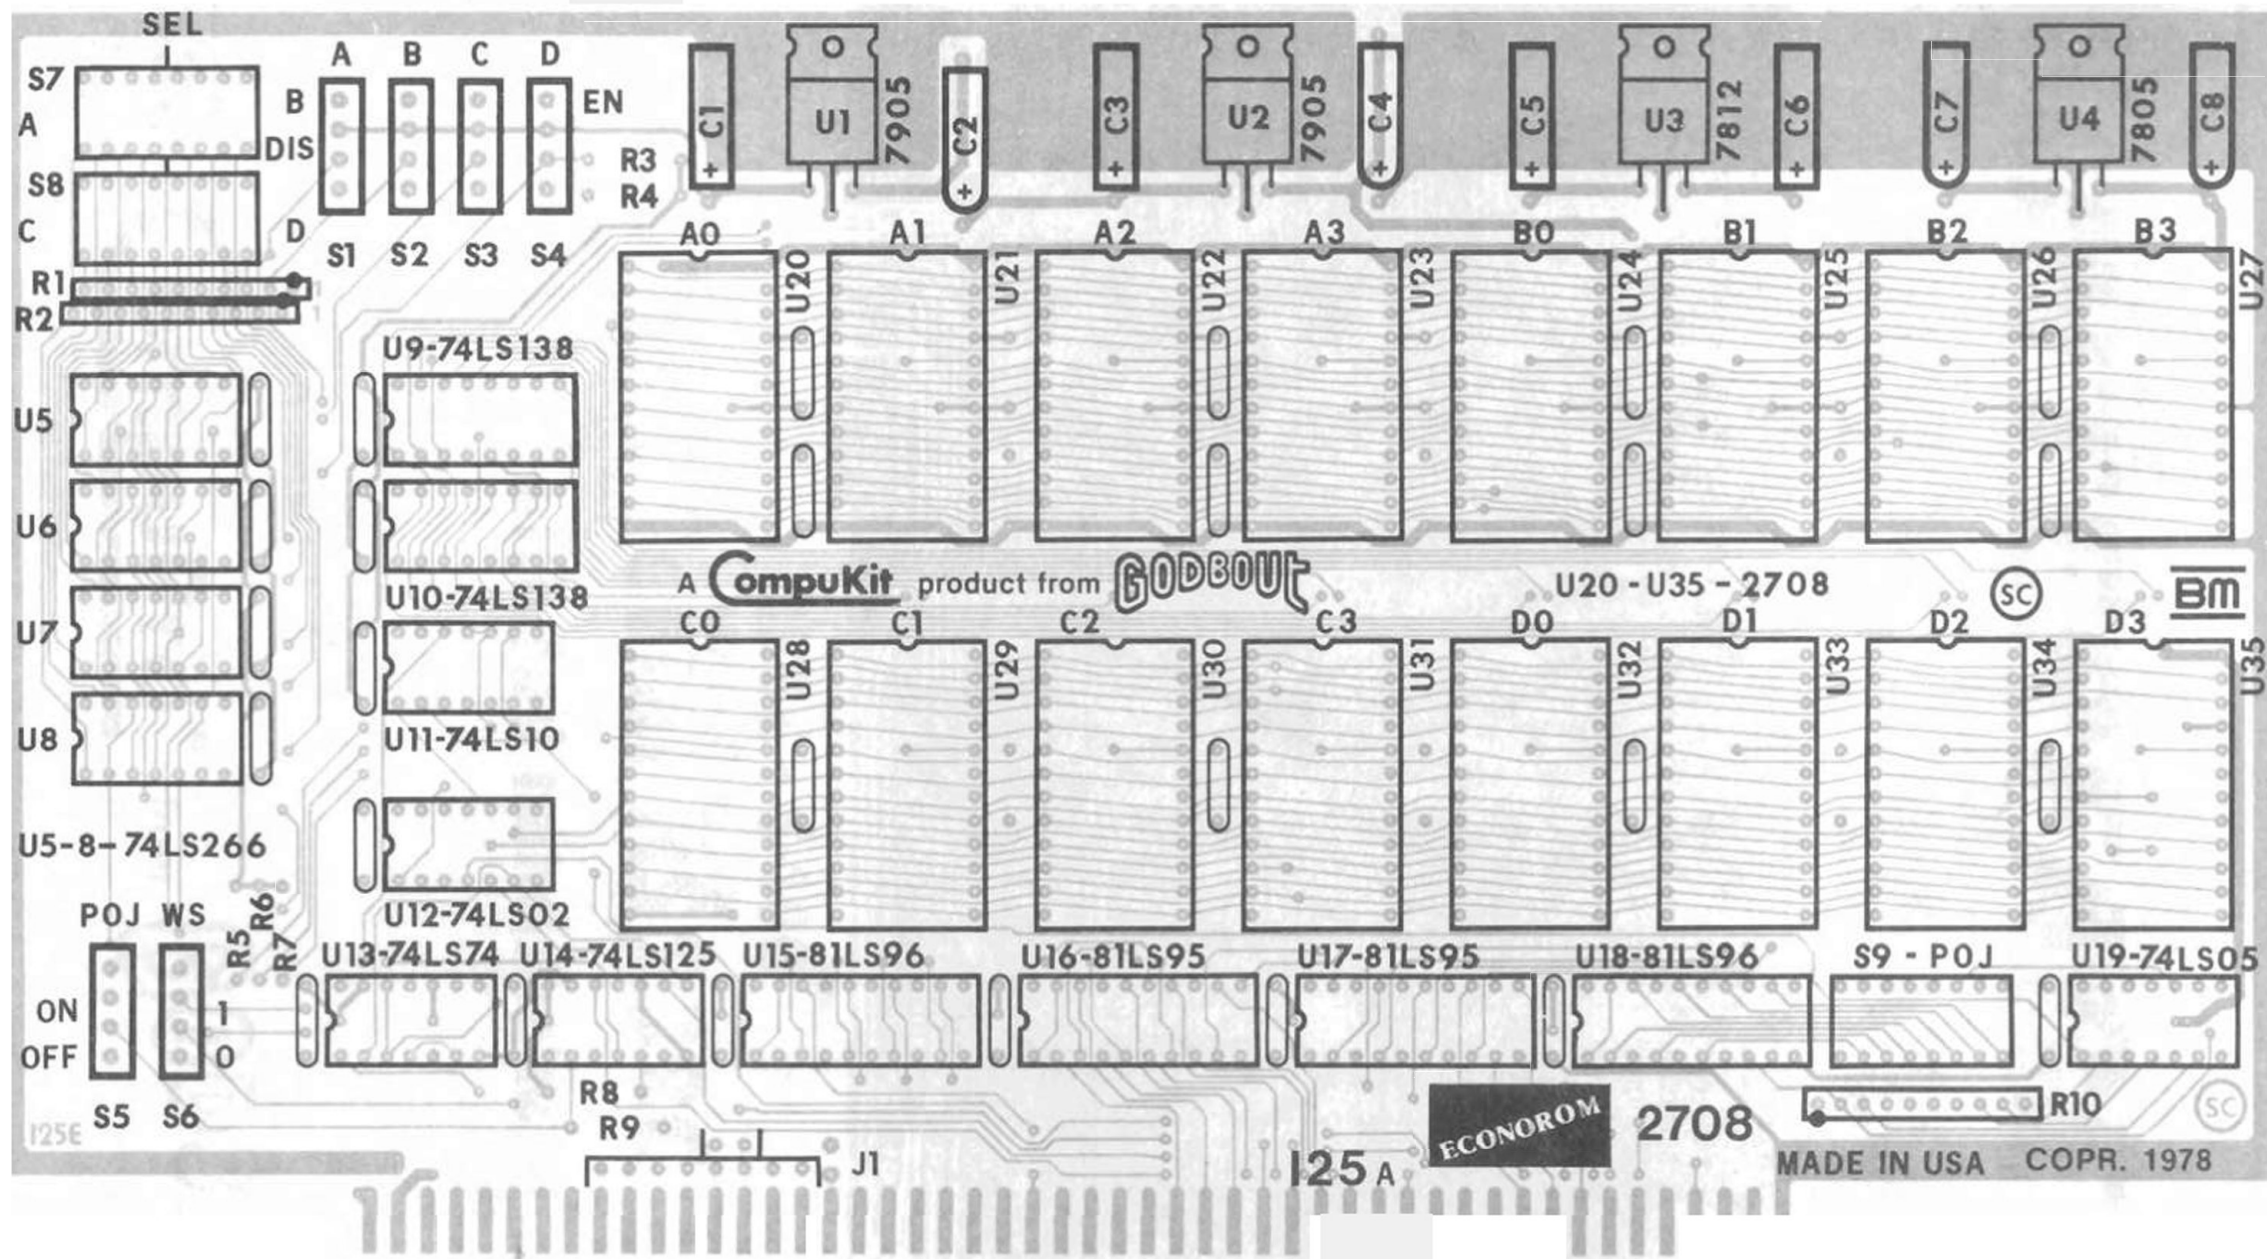 SEL
S7
A
S8
C
B
DIS
D
A B C D
EN
R3
R4
S1 S2 S3 S4
R1
1
R2
1
C1 +
U1
7905
C2 +
C3 +
U2
7905
C4 +
C5 +
U3
7812
C6 +
C7 +
U4
7805
C8 +
A0 A1 A2 A3 B0 B1 B2 B3
U20 U21 U22 U23 U24 U25 U26 U27
U9-74LS138
U5
U6
U10-74LS138
U7
U11-74LS10
U8
U5-8-74LS266
U12-74LS02
A CompuKit product from GODBOUt
U20 - U35 - 2708
SC
BM
C0 C1 C2 C3 D0 D1 D2 D3
U28 U29 U30 U31 U32 U33 U34 U35
POJ WS
R5
R6
R7
ON
OFF
1
0
S5 S6
125E
U13-74LS74 U14-74LS125 U15-81LS96 U16-81LS95 U17-81LS95 U18-81LS96 S9 - POJ U19-74LS05
R8
R9
J1
125 A
ECONOROM
2708
R10
SC
MADE IN USA COPR. 1978